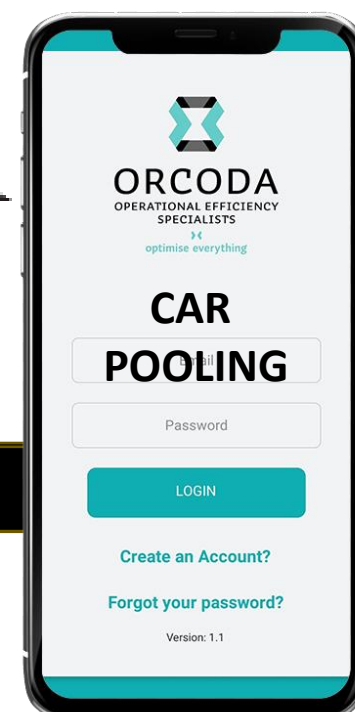 ORCODA
OPERATIONAL EFFICIENCY
SPECIALISTS
optimise everything
CAR
POOLING
Email
Password
LOGIN
Create an Account?
Forgot your password?
Version: 1.1